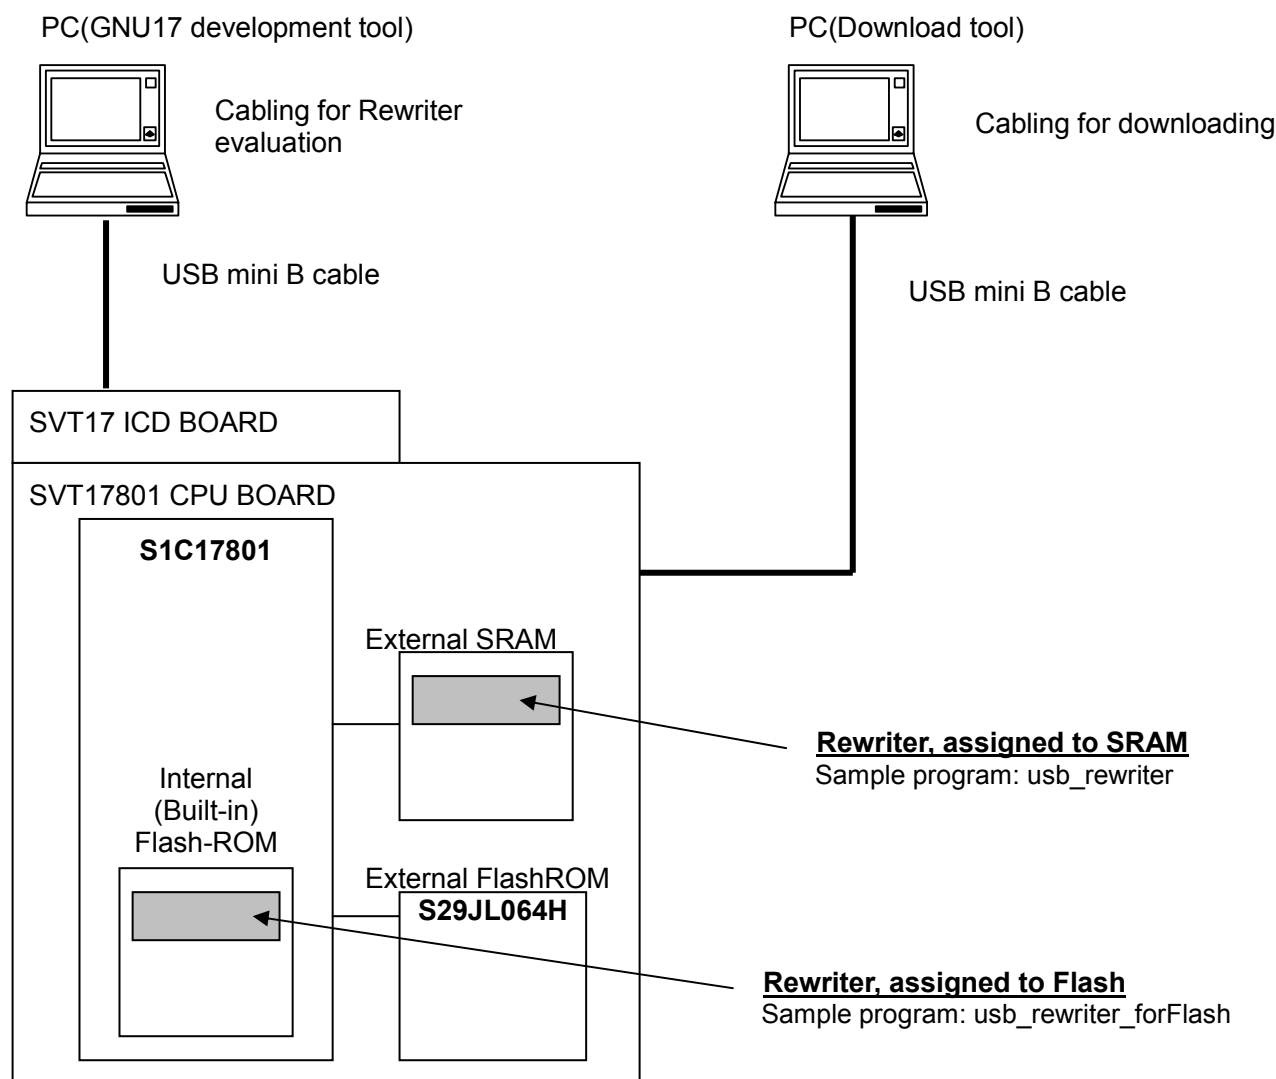 PC(GNU17 development tool)
PC(Download tool)
Cabling for Rewriter
evaluation
Cabling for downloading
USB mini B cable
USB mini B cable
SVT17 ICD BOARD
SVT17801 CPU BOARD
S1C17801
External SRAM
Rewriter, assigned to SRAM
Sample program: usb_rewriter
Internal
(Built-in)
Flash-ROM
External FlashROM
S29JL064H
Rewriter, assigned to Flash
Sample program: usb_rewriter_forFlash